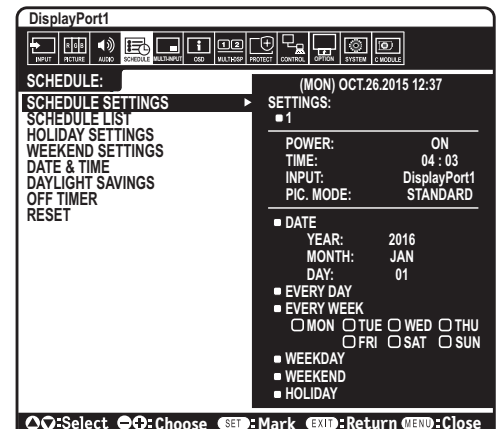 DisplayPort1
INPUT PICTURE AUDIO SCHEDULE MULTI-INPUT OSD MULTI-DSP PROTECT CONTROL OPTION SYSTEM C MODULE
SCHEDULE:
SCHEDULE SETTINGS
SCHEDULE LIST
HOLIDAY SETTINGS
WEEKEND SETTINGS
DATE & TIME
DAYLIGHT SAVINGS
OFF TIMER
RESET
(MON) OCT.26.2015 12:37
SETTINGS:
1
POWER: ON
TIME: 04 : 03
INPUT: DisplayPort1
PIC. MODE: STANDARD
DATE
YEAR: 2016
MONTH: JAN
DAY: 01
EVERY DAY
EVERY WEEK
MON TUE WED THU
FRI SAT SUN
WEEKDAY
WEEKEND
HOLIDAY
:Select :Choose SET :Mark EXIT :Return MENU :Close